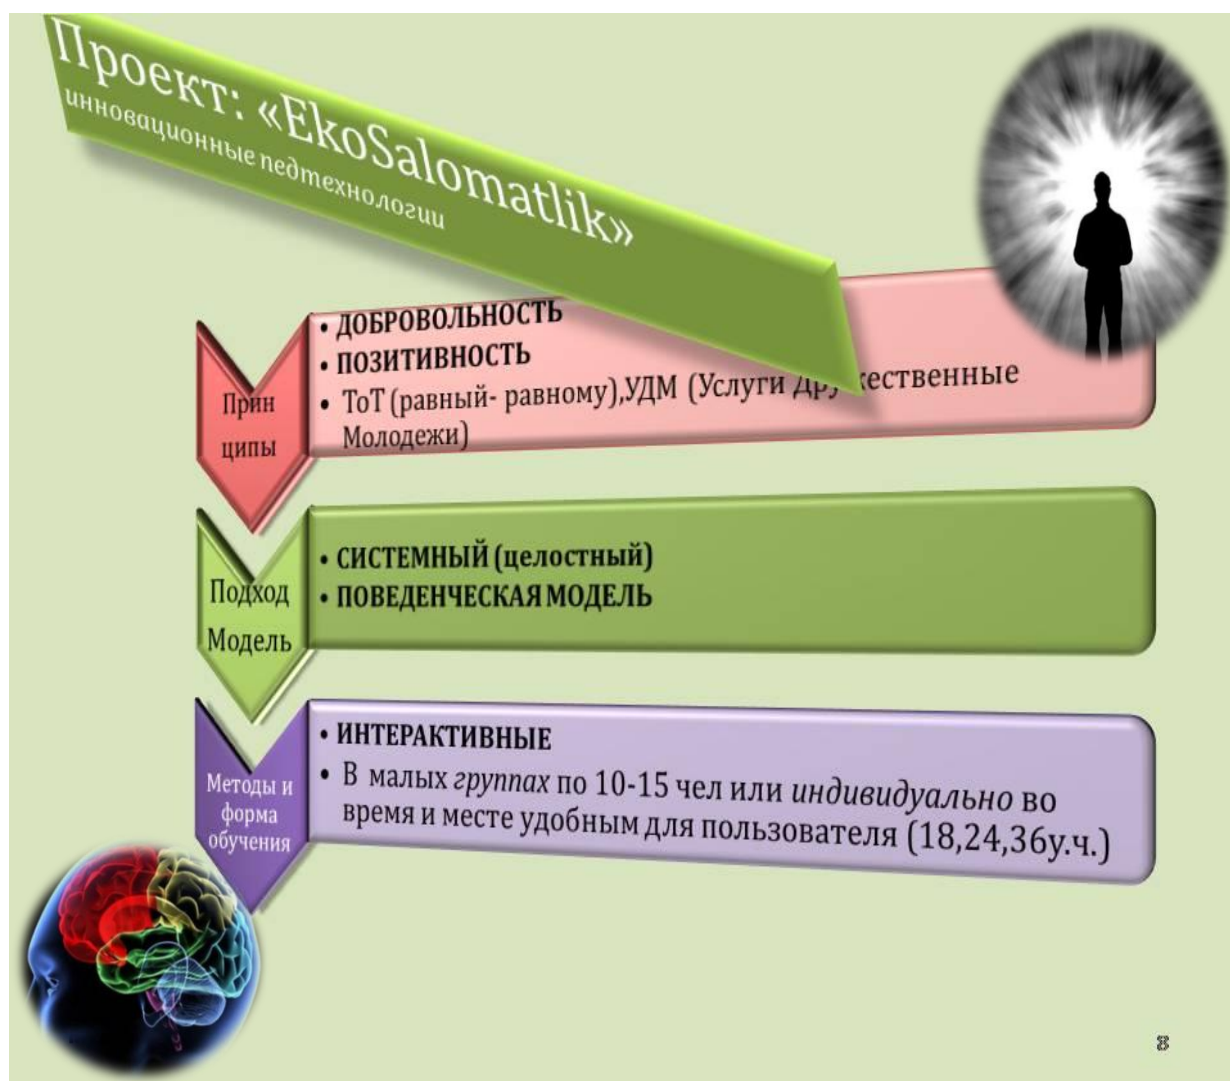 Проект: «EkoSalomatlik»
инновационные педтехнологии
Прин
ципы
• ДОБРОВОЛЬНОСТЬ
• ПОЗИТИВНОСТЬ
• ТоТ (равный- равному),УДМ (Услуги Дружественные
Молодежи)
Подход
Модель
• СИСТЕМНЫЙ (целостный)
• ПОВЕДЕНЧЕСКАЯ МОДЕЛЬ
Методы и
форма
обучения
• ИНТЕРАКТИВНЫЕ
• В малых группах по 10-15 чел или индивидуально во
время и месте удобным для пользователя (18,24,36у.ч.)
8